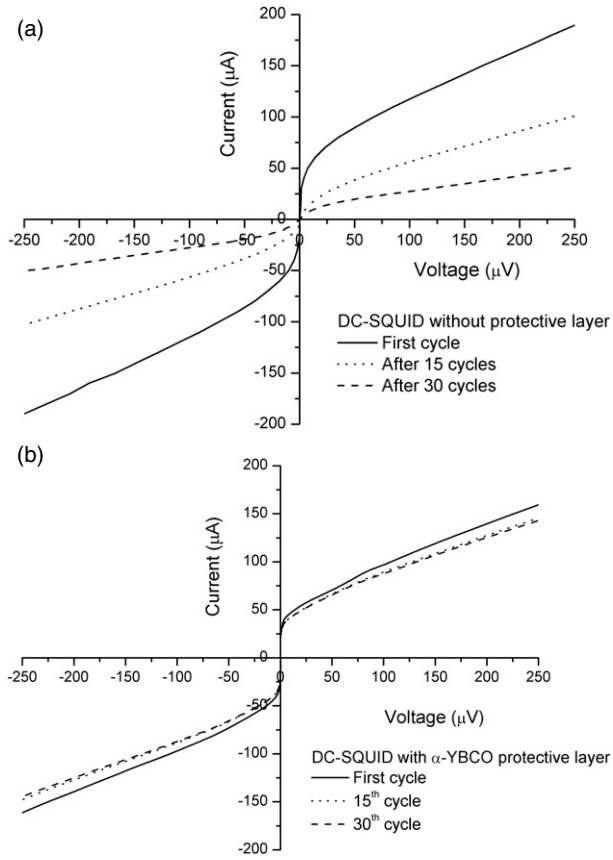 (a)
200
150
100
50
0
-50
-100
-150
-200
Current (μA)
-250 -200 -150 -100 -50 0 50 100 150 200 250
Voltage (μV)
DC-SQUID without protective layer
First cycle
After 15 cycles
After 30 cycles
(b)
200
150
100
50
0
-50
-100
-150
-200
Current (μA)
-250 -200 -150 -100 -50 0 50 100 150 200 250
Voltage (μV)
DC-SQUID with α-YBCO protective layer
First cycle
15th cycle
30th cycle